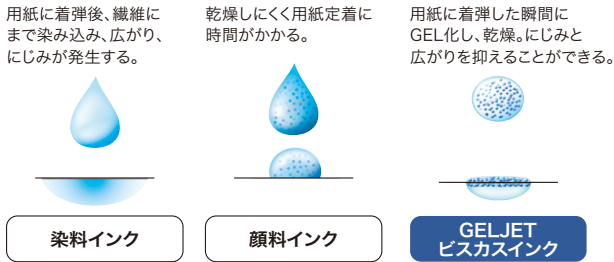 用紙に着弾後、繊維に
まで染み込み、広がり、
にじみが発生する。
乾燥しにくく用紙定着に
時間がかかる。
用紙に着弾した瞬間に
GEL化し、乾燥。にじみと
広がりを抑えることができる。
染料インク
顔料インク
GELJET
ビスカスインク